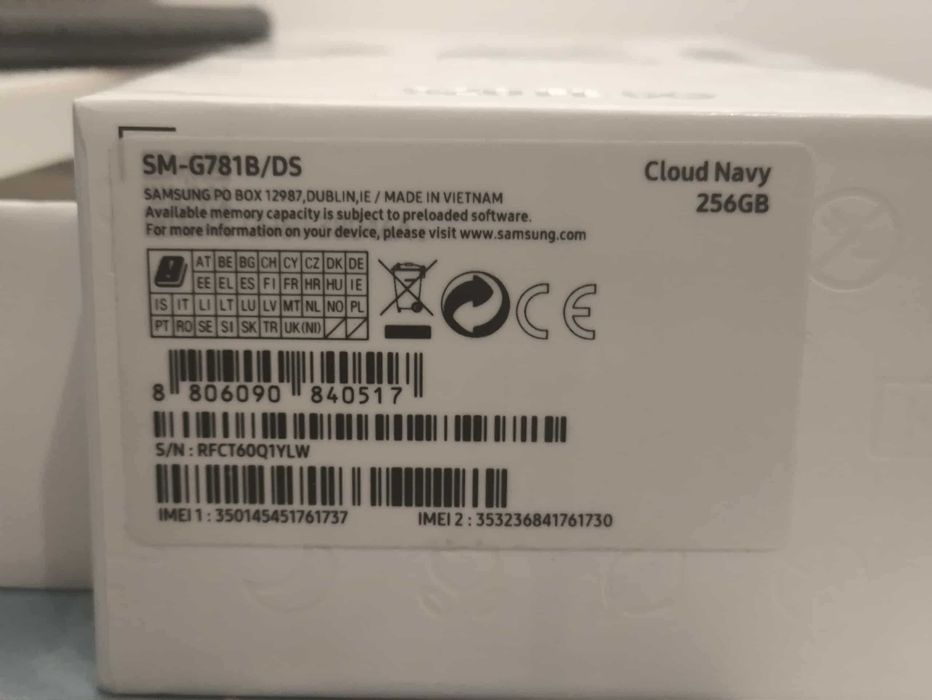 SM-G781B/DS
Cloud Navy
256GB
SAMSUNG PO BOX 12987,DUBLIN,IE / MADE IN VIETNAM
Available memory capacity is subject to preloaded software.
For more information on your device, please visit www.samsung.com
AT BE BG CH CY CZ DK DE
EE EL ES FI FR HR HU IE
IS IT LI LT LU LV MT NL NO PL
PT RO SE SI SK TR UK(NI)
CE
8 806090 840517
S/N : RFCT60Q1YLW
IMEI 1 : 350145451761737
IMEI 2 : 353236841761730